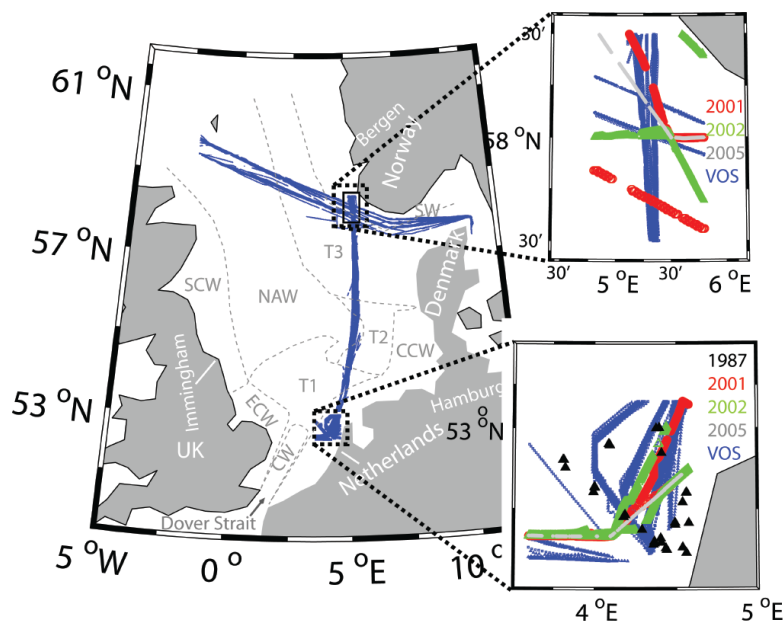 61 °N
57 °N
53 °N
5 °W
0 °
5 °E
10 °
Bergen
Norway
SW
T3
Denmark
SCW
NAW
T2
CCW
T1
Immingham
ECW
Hamburg
UK
CW
Netherlands
Dover Strait
30'
58 °N
30'
30'
5 °E
30'
6 °E
2001
2002
2005
VOS
53 °N
4 °E
5 °E
1987
2001
2002
2005
VOS